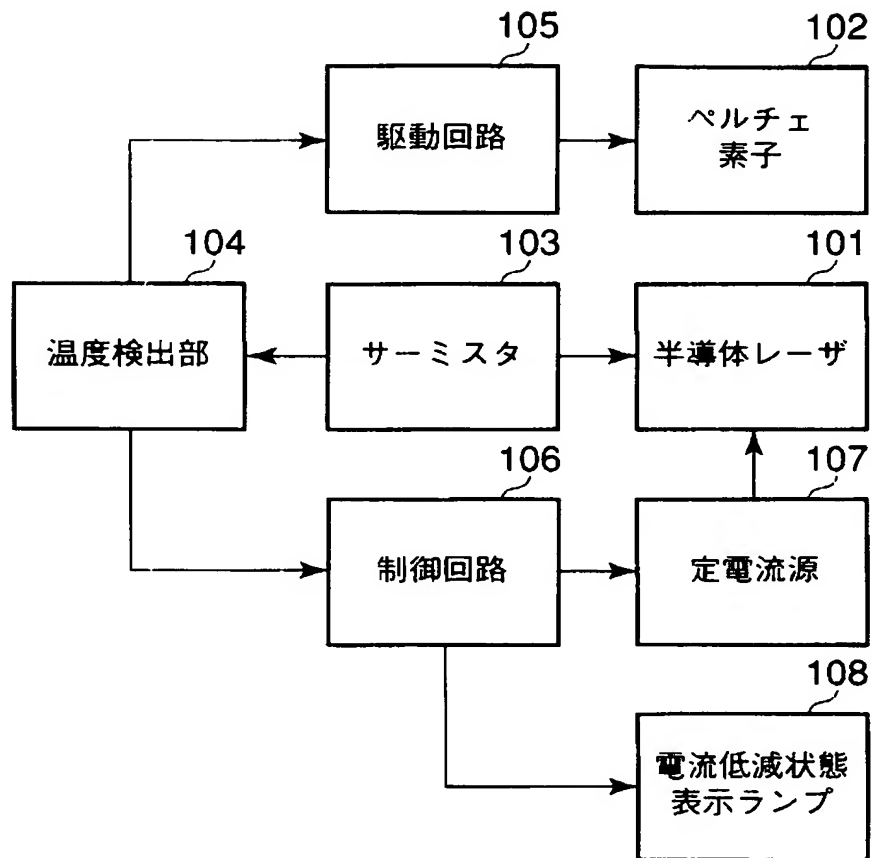 105
駆動回路
102
ペルチェ
素子
104
温度検出部
103
サーミスタ
101
半導体レーザ
106
制御回路
107
定電流源
108
電流低減状態
表示ランプ